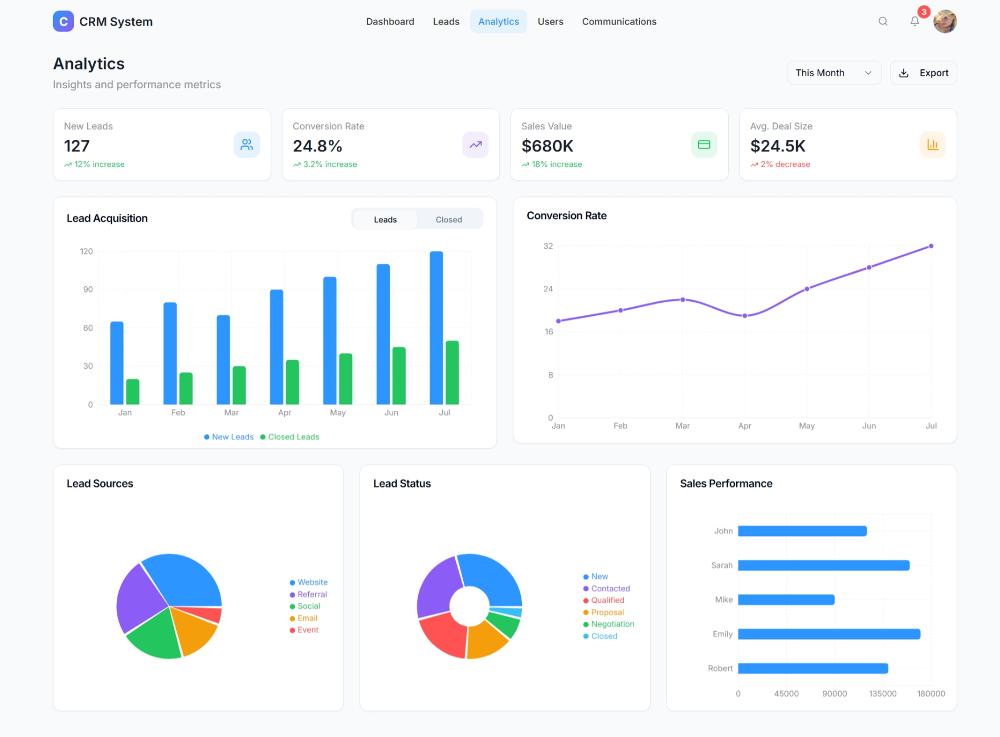 C CRM System
Dashboard Leads Analytics Users Communications
3
Analytics
Insights and performance metrics
This Month
Export
New Leads
127
12% increase
Conversion Rate
24.8%
3.2% increase
Sales Value
$680K
18% increase
Avg. Deal Size
$24.5K
2% decrease
Lead Acquisition
Leads Closed
120
90
60
30
0
Jan Feb Mar Apr May Jun Jul
New Leads Closed Leads
Conversion Rate
32
24
16
8
0
Jan Feb Mar Apr May Jun Jul
Lead Sources
Website
Referral
Social
Email
Event
Lead Status
New
Contacted
Qualified
Proposal
Negotiation
Closed
Sales Performance
John
Sarah
Mike
Emily
Robert
0 45000 90000 135000 180000